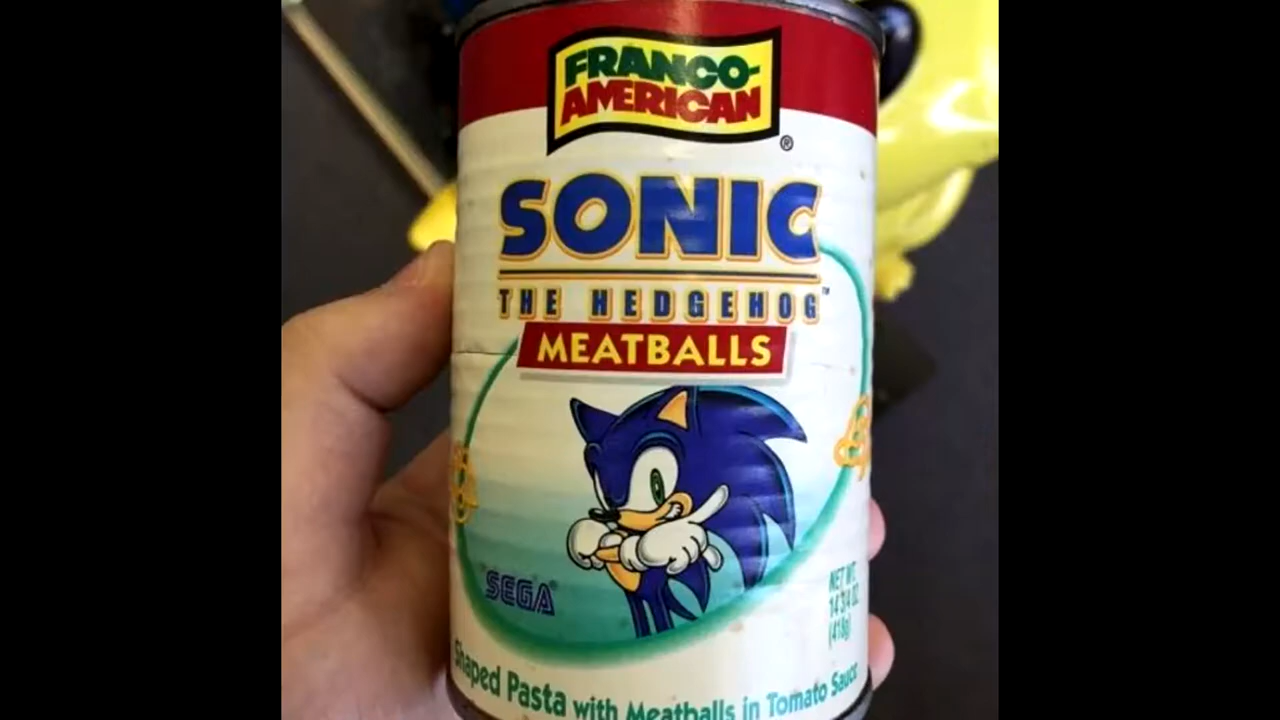 FRANCO-
AMERICAN
®
SONIC
THE HEDGEHOG™
MEATBALLS
SEGA®
NET WT.
14 3/4 OZ.
(418g)
Shaped Pasta with Meatballs in Tomato Sauce